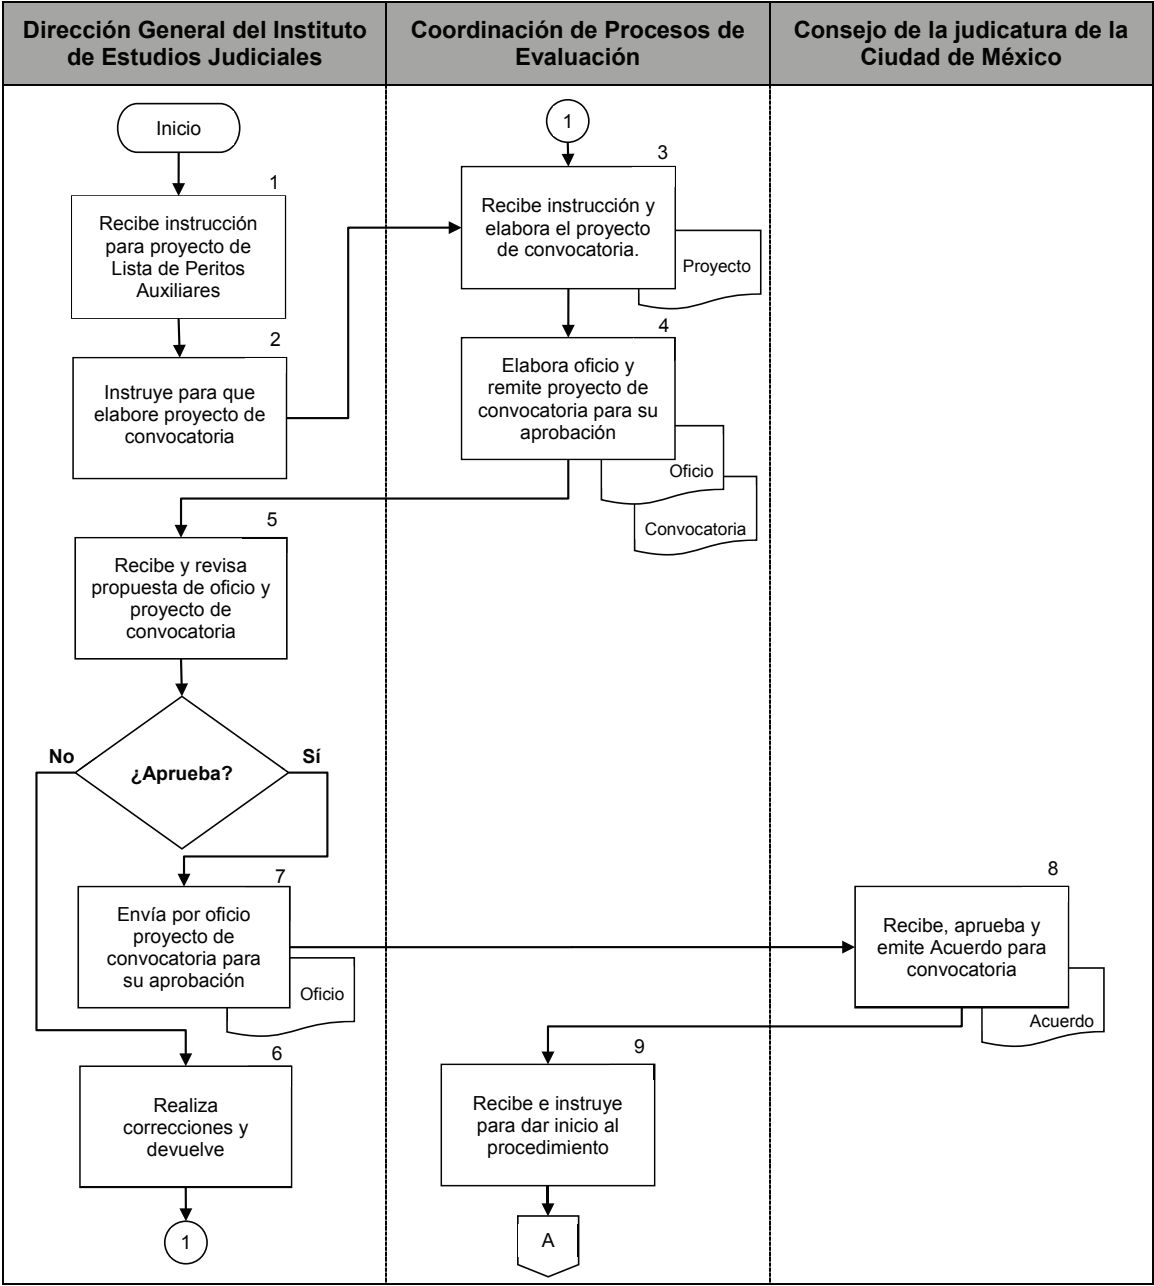 Dirección General del Instituto
de Estudios Judiciales
Coordinación de Procesos de
Evaluación
Consejo de la judicatura de la
Ciudad de México
Inicio
1
Recibe instrucción
para proyecto de
Lista de Peritos
Auxiliares
2
Instruye para que
elabore proyecto de
convocatoria
1
3
Recibe instrucción y
elabora el proyecto
de convocatoria.
Proyecto
4
Elabora oficio y
remite proyecto de
convocatoria para su
aprobación
Oficio
Convocatoria
5
Recibe y revisa
propuesta de oficio y
proyecto de
convocatoria
No
¿Aprueba?
Sí
7
Envía por oficio
proyecto de
convocatoria para
su aprobación
Oficio
8
Recibe, aprueba y
emite Acuerdo para
convocatoria
Acuerdo
6
Realiza
correcciones y
devuelve
1
9
Recibe e instruye
para dar inicio al
procedimiento
A